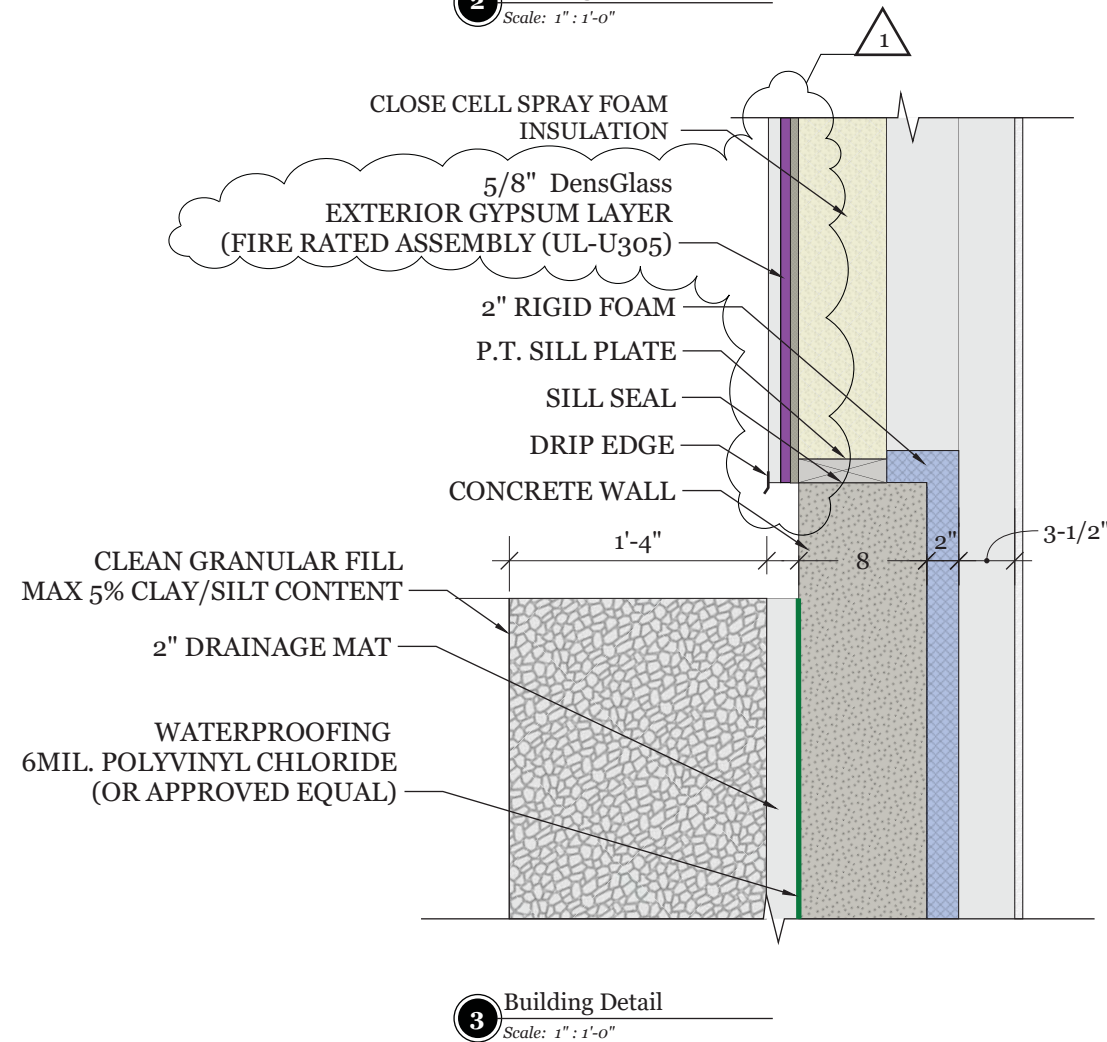 2
Scale: 1" : 1'-0"
1
CLOSE CELL SPRAY FOAM
INSULATION
5/8" DensGlass
EXTERIOR GYPSUM LAYER
(FIRE RATED ASSEMBLY (UL-U305)
2" RIGID FOAM
P.T. SILL PLATE
SILL SEAL
DRIP EDGE
CONCRETE WALL
1'-4"
8
2"
3-1/2"
CLEAN GRANULAR FILL
MAX 5% CLAY/SILT CONTENT
2" DRAINAGE MAT
WATERPROOFING
6MIL. POLYVINYL CHLORIDE
(OR APPROVED EQUAL)
3
Building Detail
Scale: 1" : 1'-0"